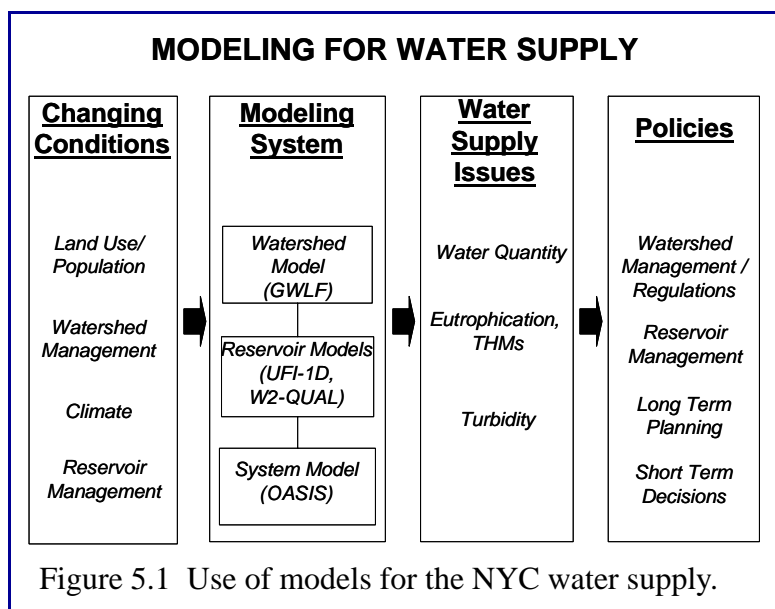 MODELING FOR WATER SUPPLY
Changing
Conditions
Land Use/
Population
Watershed
Management
Climate
Reservoir
Management
Modeling
System
Watershed
Model
(GWLF)
Reservoir Models
(UFI-1D,
W2-QUAL)
System Model
(OASIS)
Water
Supply
Issues
Water Quantity
Eutrophication,
THMs
Turbidity
Policies
Watershed
Management /
Regulations
Reservoir
Management
Long Term
Planning
Short Term
Decisions
Figure 5.1 Use of models for the NYC water supply.